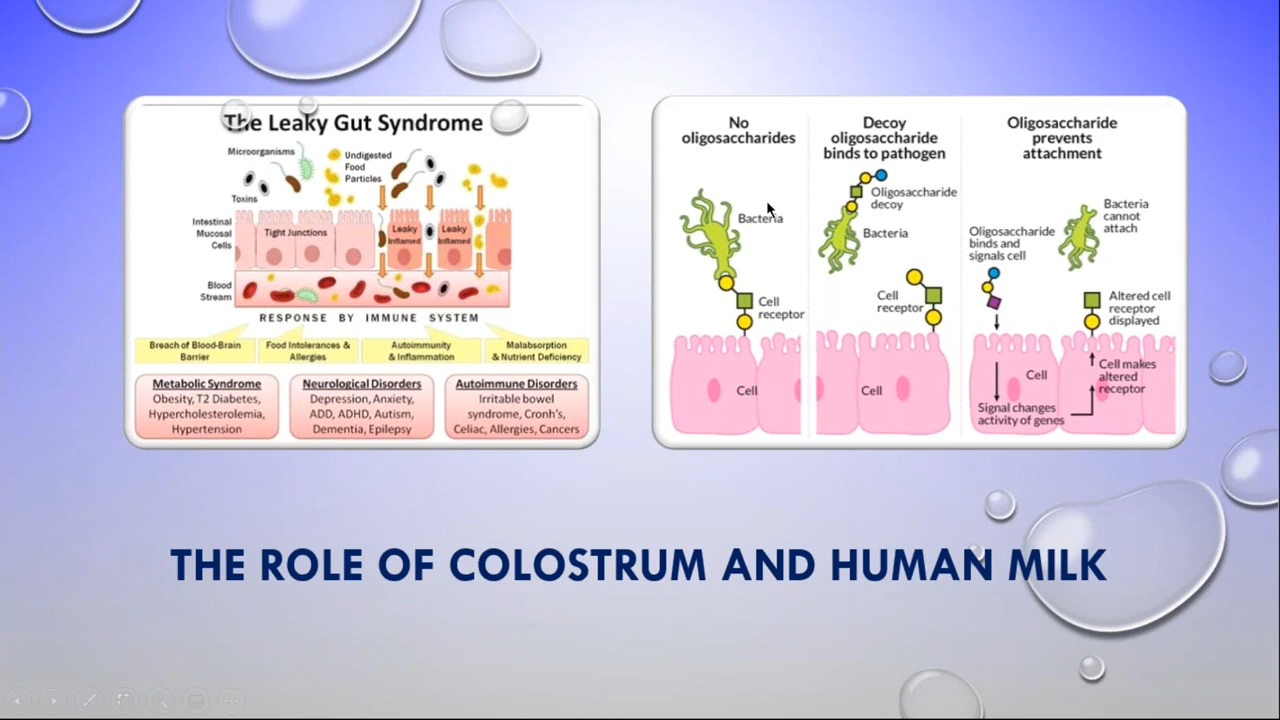 The Leaky Gut Syndrome
Microorganisms
Undigested
Food
Particles
Toxins
Intestinal
Mucosal
Cells
Tight Junctions
Leaky
Inflamed
Leaky
Inflamed
Blood
Stream
RESPONSE BY IMMUNE SYSTEM
Breach of Blood-Brain
Barrier
Food Intolerances &
Allergies
Autoimmunity
& Inflammation
Malabsorption
& Nutrient Deficiency
Metabolic Syndrome
Obesity, T2 Diabetes,
Hypercholesterolemia,
Hypertension
Neurological Disorders
Depression, Anxiety,
ADD, ADHD, Autism,
Dementia, Epilepsy
Autoimmune Disorders
Irritable bowel
syndrome, Cronh's,
Celiac, Allergies, Cancers
No
oligosaccharides
Bacteria
Cell
receptor
Cell
Decoy
oligosaccharide
binds to pathogen
Oligosaccharide
decoy
Bacteria
Cell
receptor
Cell
Oligosaccharide
prevents
attachment
Bacteria
cannot
attach
Oligosaccharide
binds and
signals cell
Altered cell
receptor
displayed
Cell
Cell makes
altered
receptor
Signal changes
activity of genes
THE ROLE OF COLOSTRUM AND HUMAN MILK